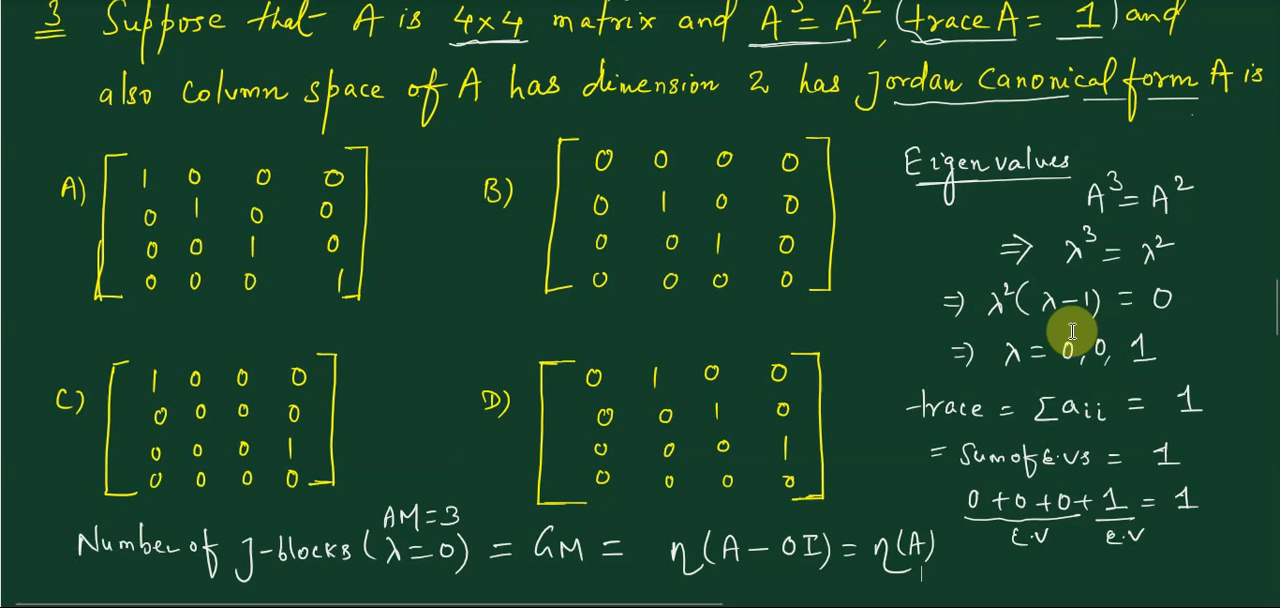 3 Suppose that A is 4×4 matrix and A³ = A², (trace A = 1) and
also column space of A has dimension 2 has Jordan Canonical form A is
A) [1 0 0 0
0 1 0 0
0 0 1 0
0 0 0 1]
B) [0 0 0 0
0 1 0 0
0 0 1 0
0 0 0 0]
C) [1 0 0 0
0 0 0 0
0 0 0 1
0 0 0 0]
D) [0 1 0 0
0 0 1 0
0 0 0 1
0 0 0 0]
Eigen values
A³ = A²
⇒ λ³ = λ²
⇒ λ²(λ-1) = 0
⇒ λ = 0, 0, 1
trace = Σaii = 1
= Sum of E.vs = 1
0 + 0 + 0 + 1 = 1
E.V e.v
AM = 3
Number of J-blocks (λ = 0) = GM = η(A - 0I) = η(A)